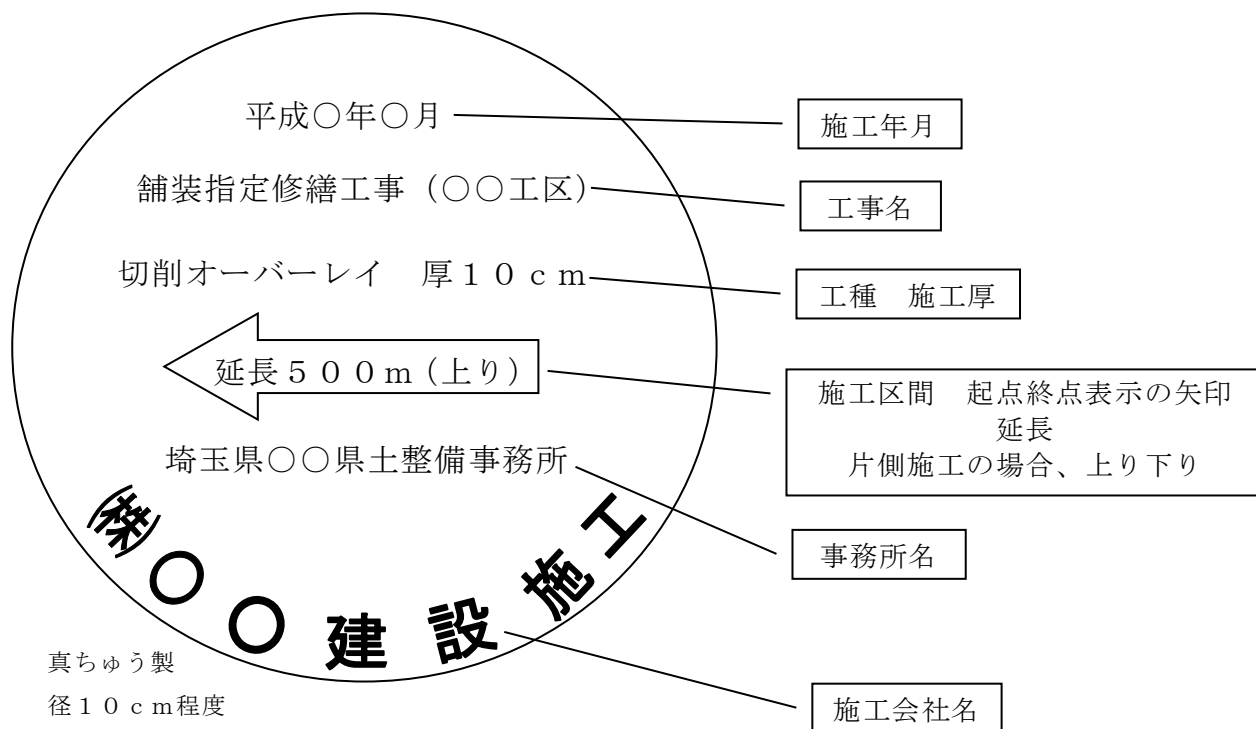 平成○年○月
施工年月
舗装指定修繕工事(○○工区)
工事名
切削オーバーレイ　厚１０ｃｍ
工種　施工厚
延長５００ｍ(上り)
施工区間　起点終点表示の矢印
延長
片側施工の場合、上り下り
埼玉県○○県土整備事務所
事務所名
㈱○○建設施工
施工会社名
真ちゅう製
径１０ｃｍ程度